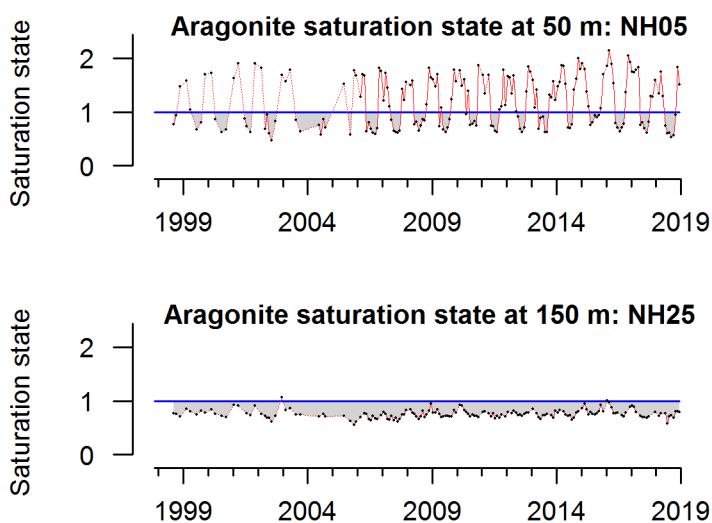 Aragonite saturation state at 50 m: NH05
Saturation state
2
1
0
1999 2004 2009 2014 2019
Aragonite saturation state at 150 m: NH25
Saturation state
2
1
0
1999 2004 2009 2014 2019